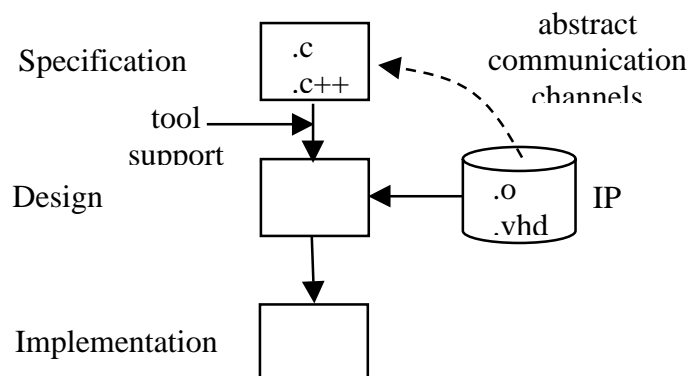 abstract
communication
channels
Specification
.c
.c++
tool
support
Design
.o
.vhd
IP
Implementation